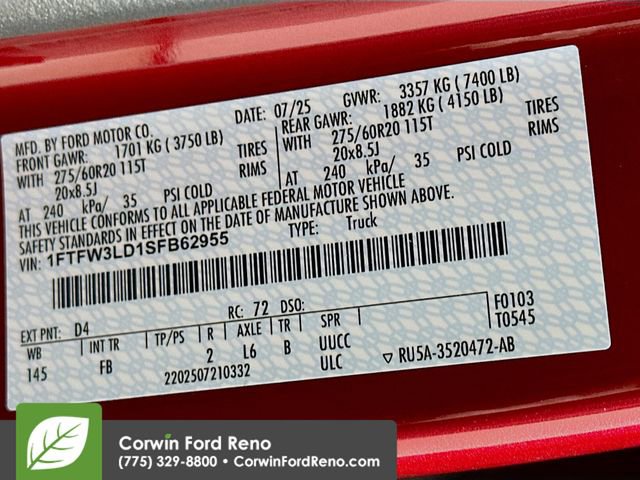 MFD. BY FORD MOTOR CO.
DATE: 07/25 GVWR: 3357 KG ( 7400 LB)
FRONT GAWR: 1701 KG ( 3750 LB) REAR GAWR: 1882 KG ( 4150 LB)
WITH 275/60R20 115T TIRES WITH 275/60R20 115T TIRES
20x8.5J RIMS 20x8.5J RIMS
AT 240 kPa/ 35 PSI COLD AT 240 kPa/ 35 PSI COLD
THIS VEHICLE CONFORMS TO ALL APPLICABLE FEDERAL MOTOR VEHICLE
SAFETY STANDARDS IN EFFECT ON THE DATE OF MANUFACTURE SHOWN ABOVE.
VIN: 1FTFW3LD1SFB62955 TYPE: Truck
EXT PNT: D4 RC: 72 DSO: F0103
WB INT TR TP/PS R AXLE TR SPR T0545
145 FB 2 L6 B UUCC
2202507210332 ULC ▽ RU5A-3520472-AB
Corwin Ford Reno
(775) 329-8800 • CorwinFordReno.com